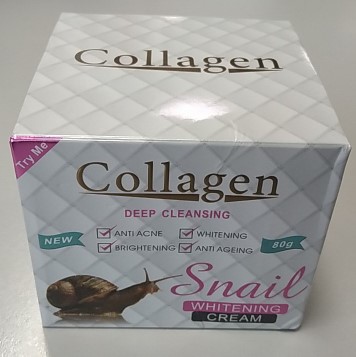 Collagen
Try Me
Collagen
DEEP CLEANSING
NEW
ANTI ACNE
WHITENING
BRIGHTENING
ANTI AGEING
80g
Snail
WHITENING
CREAM